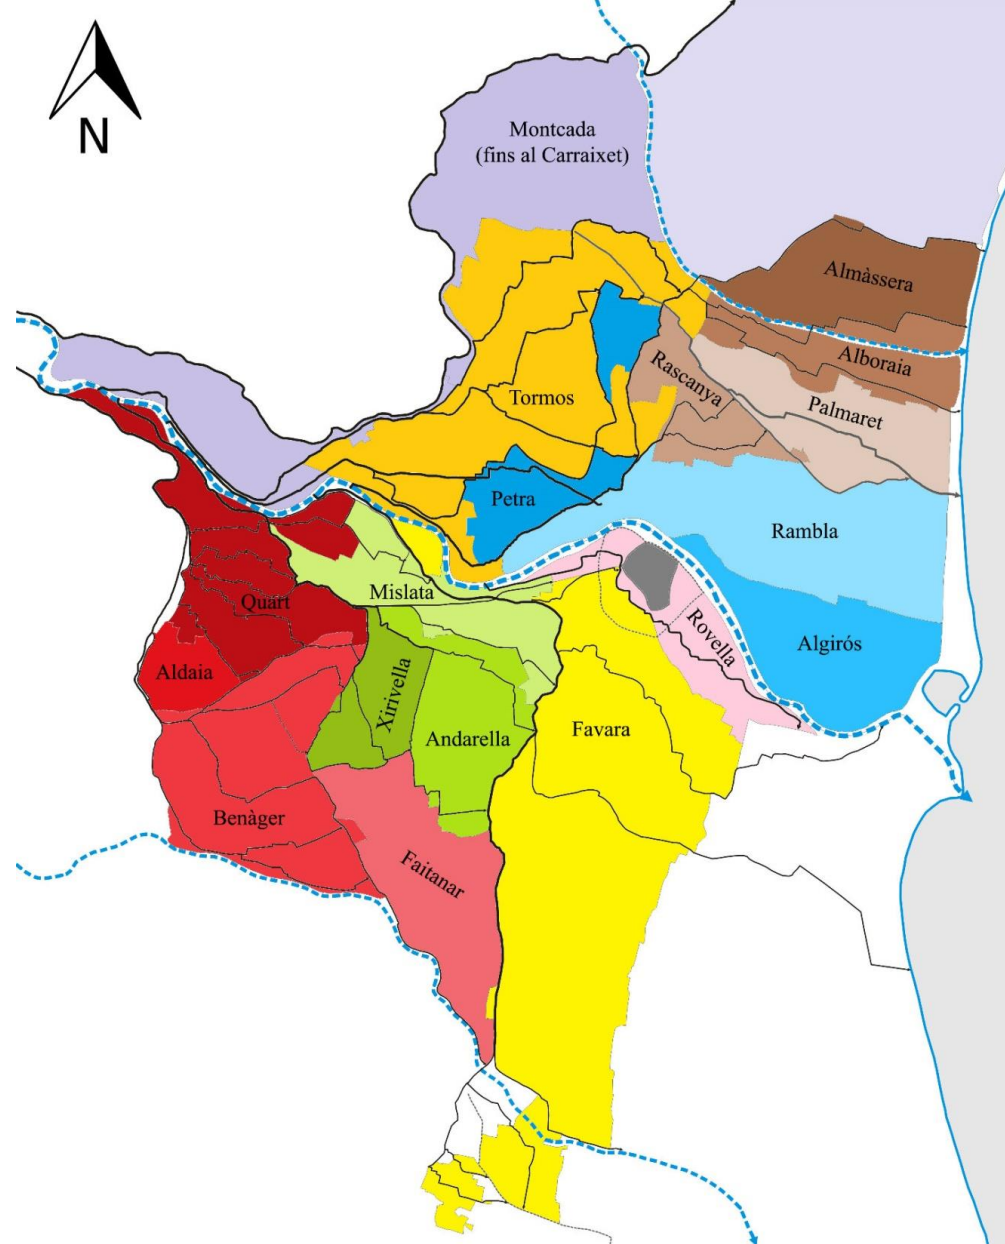 N
Montcada
(fins al Carraixet)
Almàssera
Alboraia
Rascanya
Palmaret
Tormos
Petra
Rambla
Mislata
Quart
Rovella
Algirós
Aldaia
Xirivella
Andarella
Favara
Benàger
Faitanar